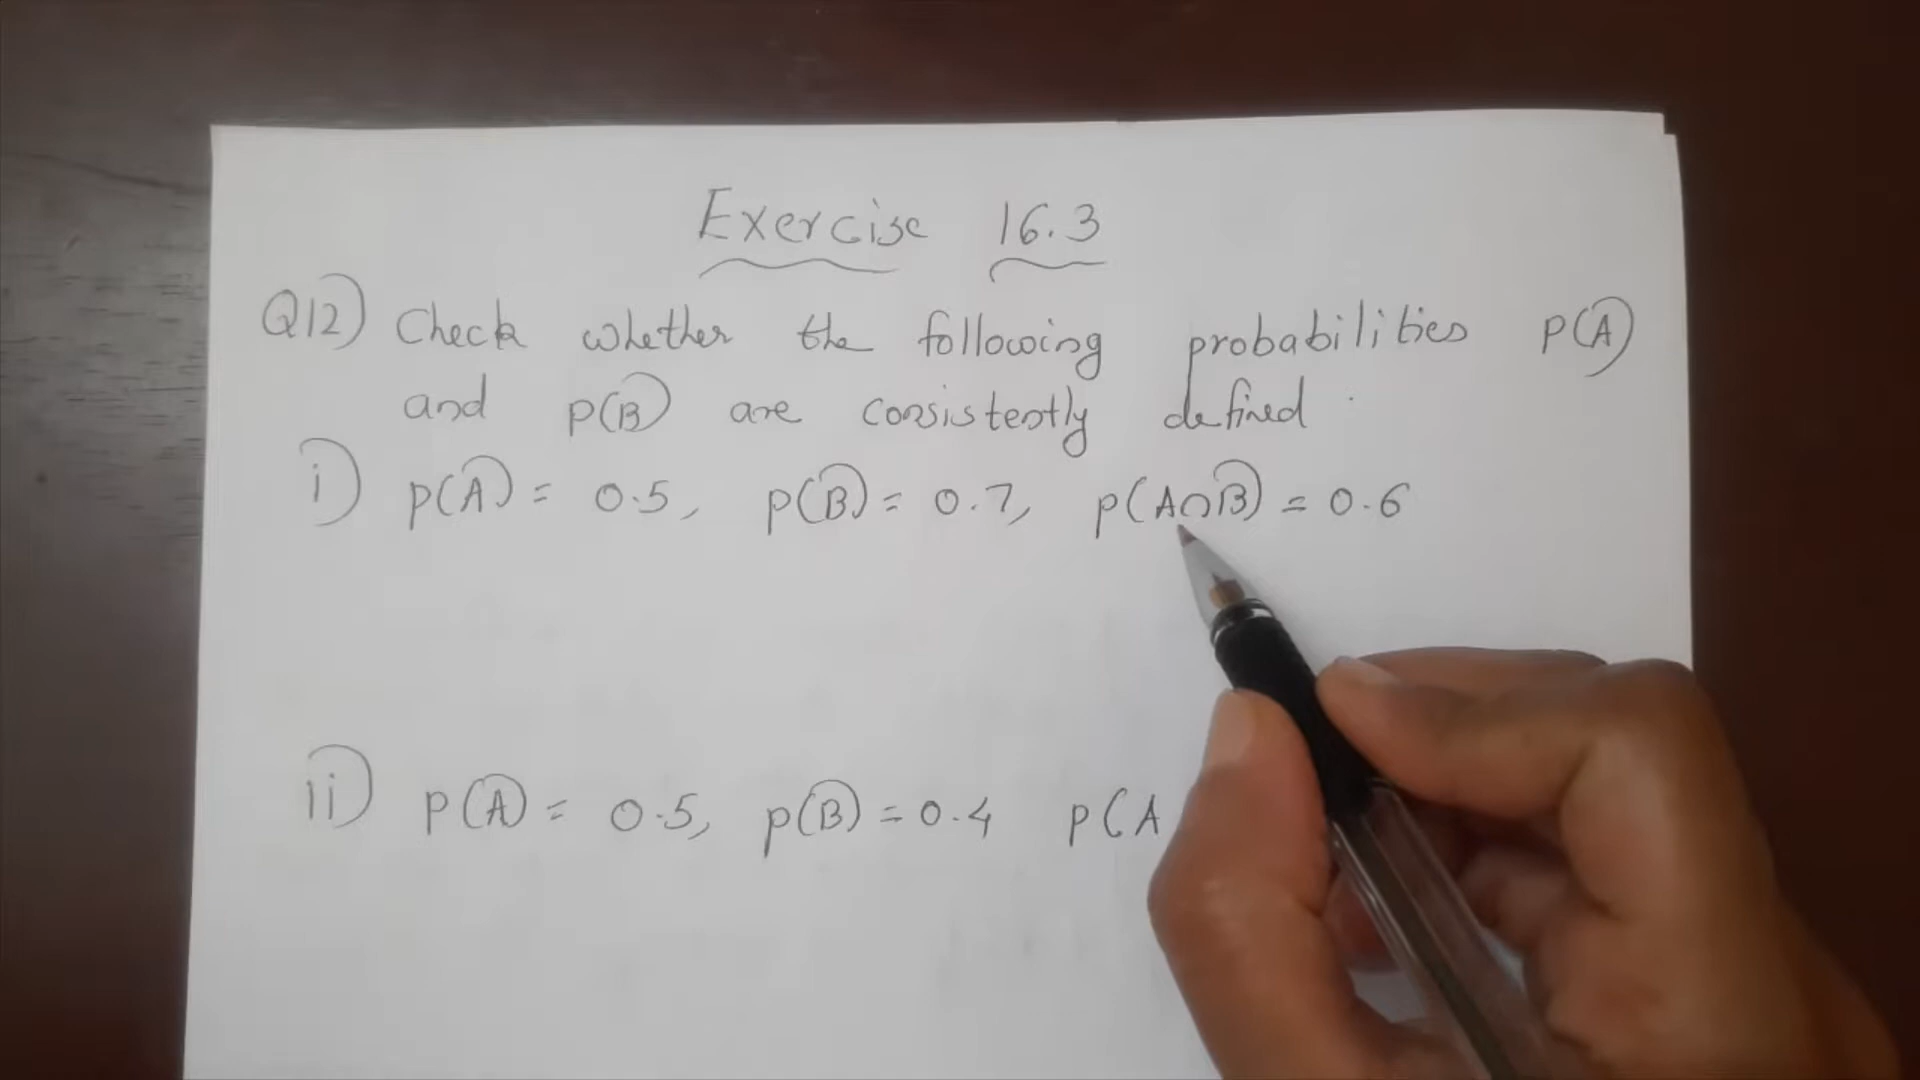 Exercise 16.3
Q12) Check whether the following probabilities P(A)
and P(B) are consistently defined.
i) P(A) = 0.5, P(B) = 0.7, P(A∩B) = 0.6
ii) P(A) = 0.5, P(B) = 0.4 P(A